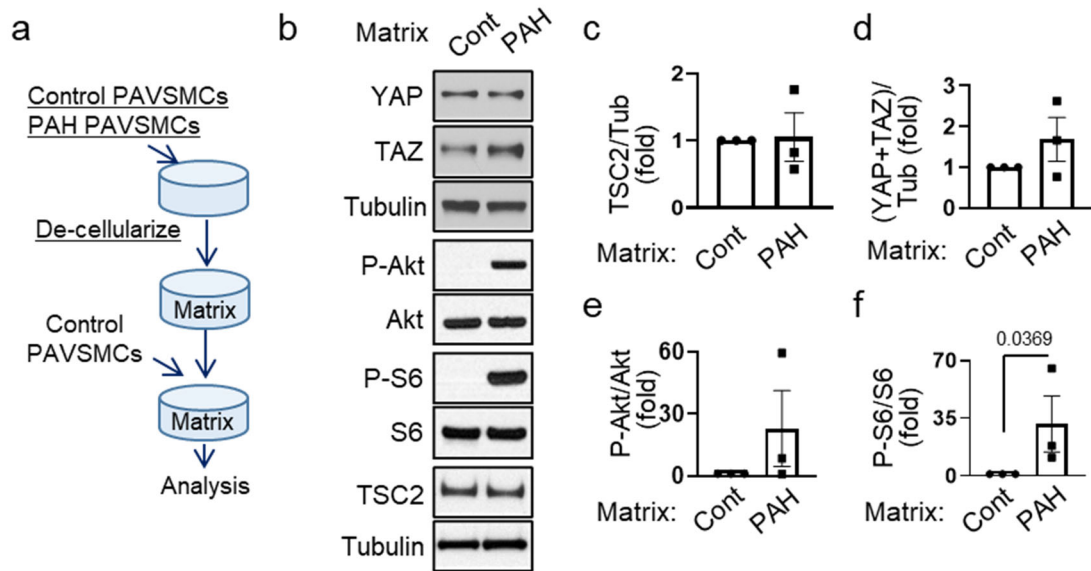 a
Control PAVSMCs
PAH PAVSMCs
De-cellularize
Matrix
Control
PAVSMCs
Matrix
Analysis
b
Matrix Cont PAH
YAP
TAZ
Tubulin
P-Akt
Akt
P-S6
S6
TSC2
Tubulin
c
TSC2/Tub
(fold)
2
1
0
Matrix: Cont PAH
d
(YAP+TAZ)/
Tub (fold)
3
2
1
0
Matrix: Cont PAH
e
P-Akt/Akt
(fold)
60
30
0
Matrix: Cont PAH
f
0.0369
P-S6/S6
(fold)
70
35
0
Matrix: Cont PAH